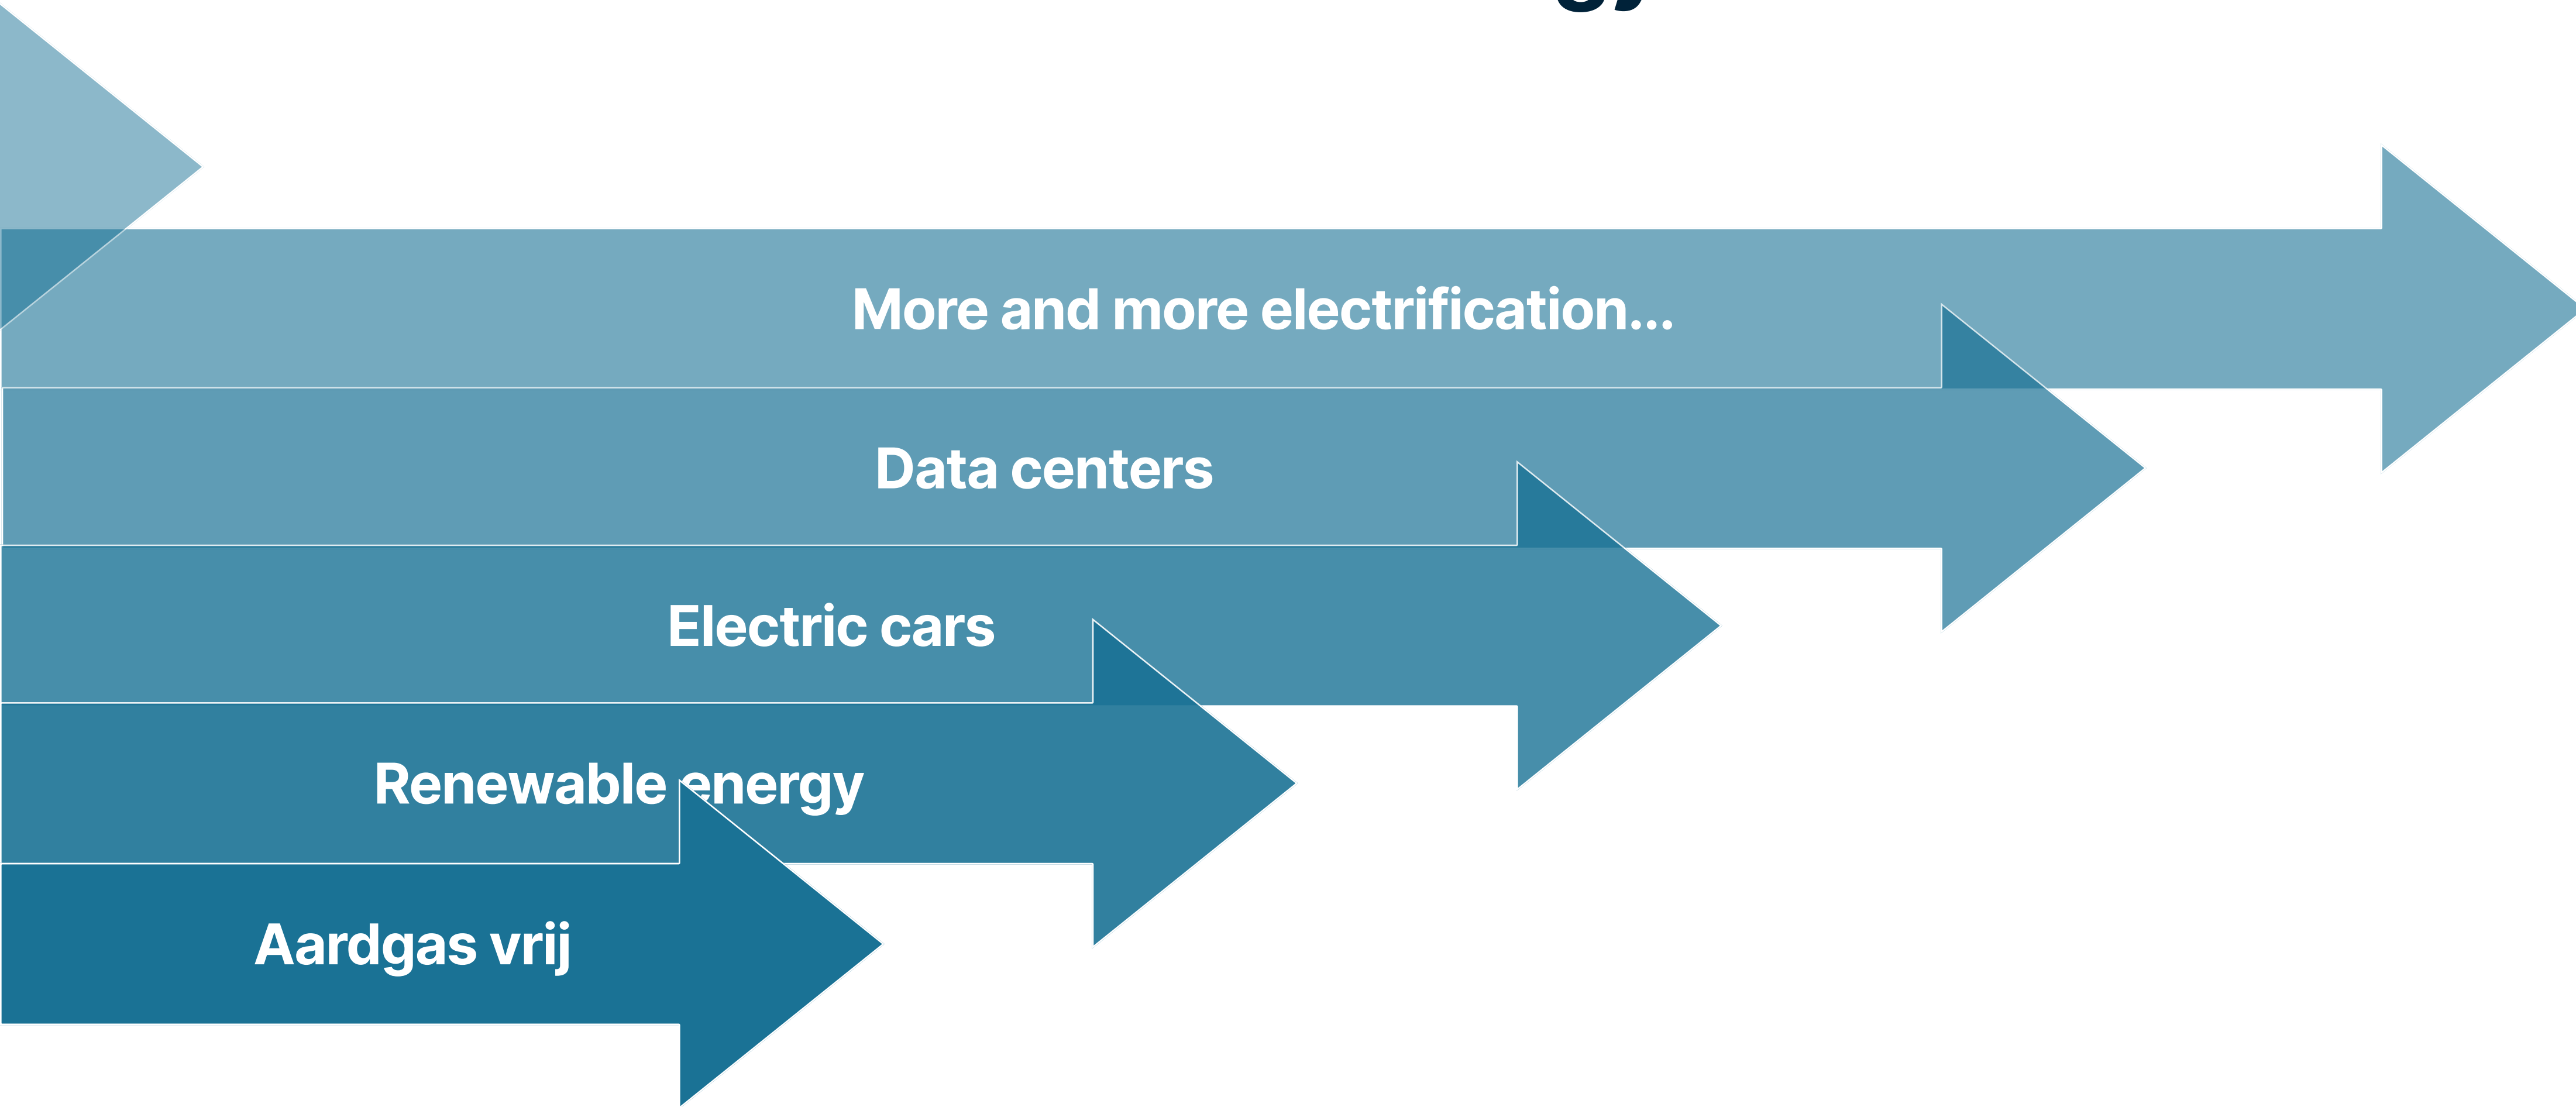 More and more electrification...
Data centers
Electric cars
Renewable energy
Aardgas vrij